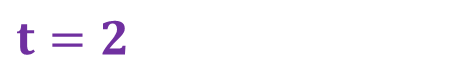 t = 2